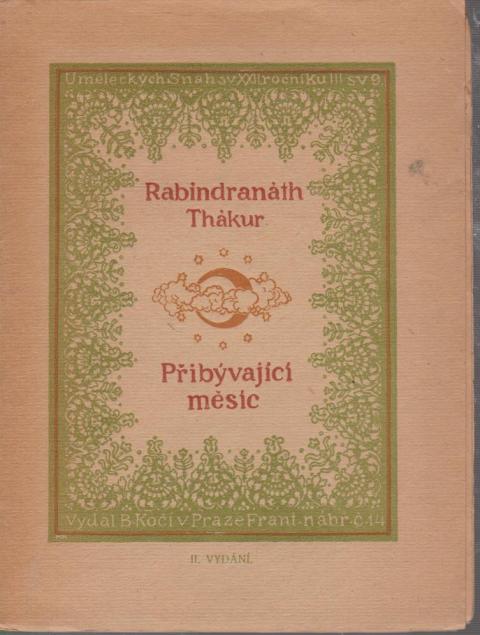 Uměleckých Snah sv. XXI ročníku III sv 9
Rabindranáth
Thákur
Přibývající
měsíc
Vydal B. Kočí v Praze Frant. nábř. č. 14
II. VYDÁNÍ.